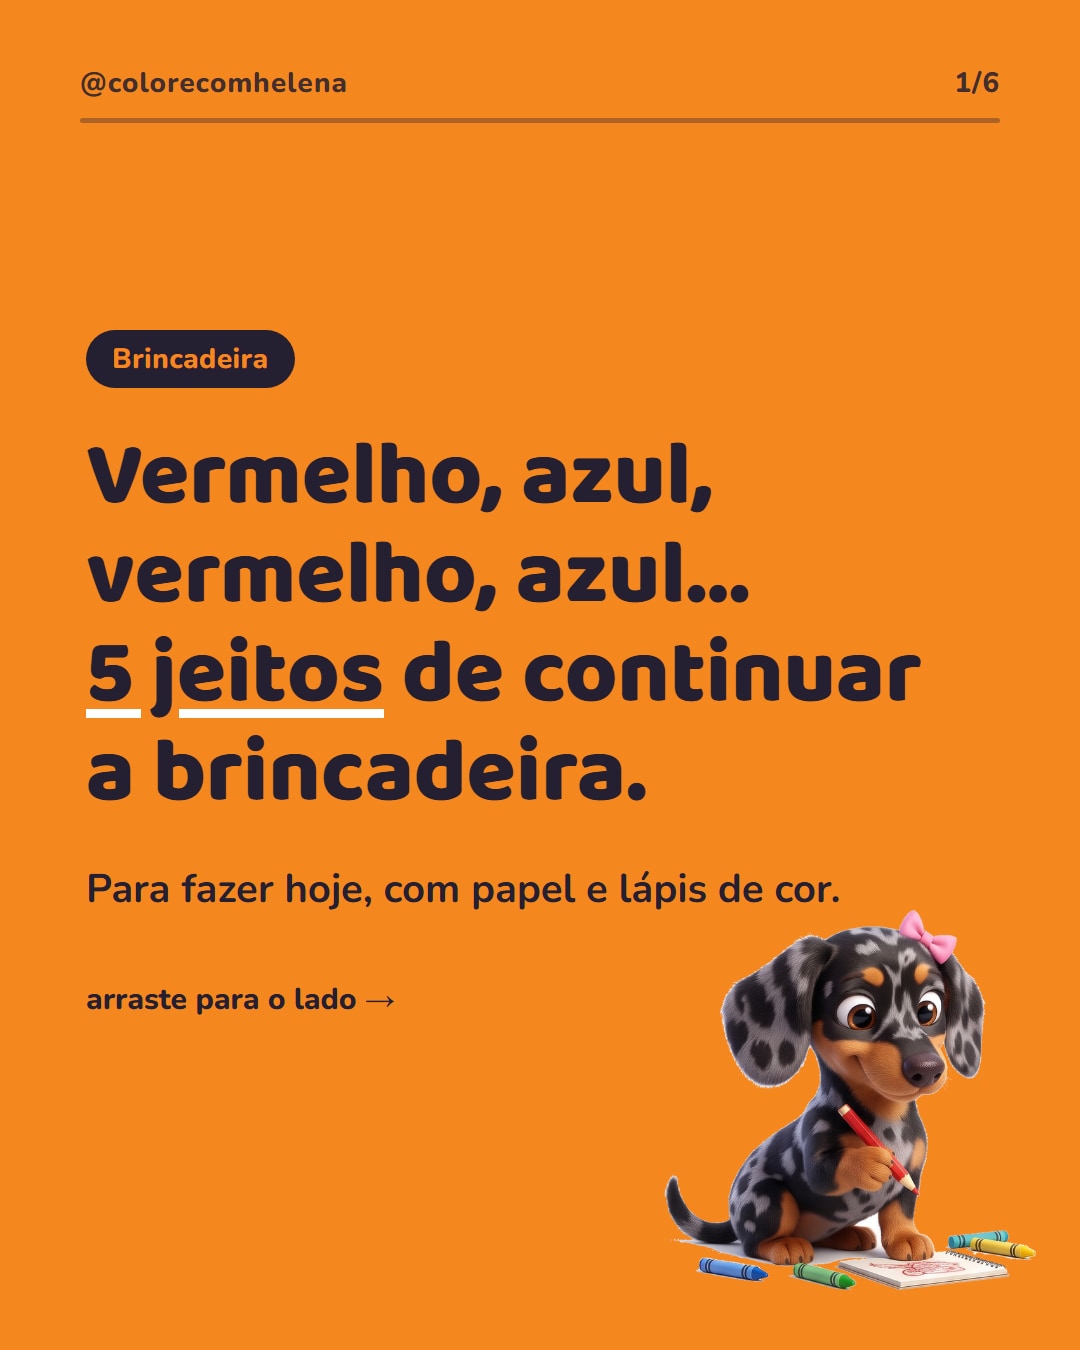 @colorecomhelena
1/6
Brincadeira
Vermelho, azul,
vermelho, azul...
5 jeitos de continuar
a brincadeira.
Para fazer hoje, com papel e lápis de cor.
arraste para o lado →